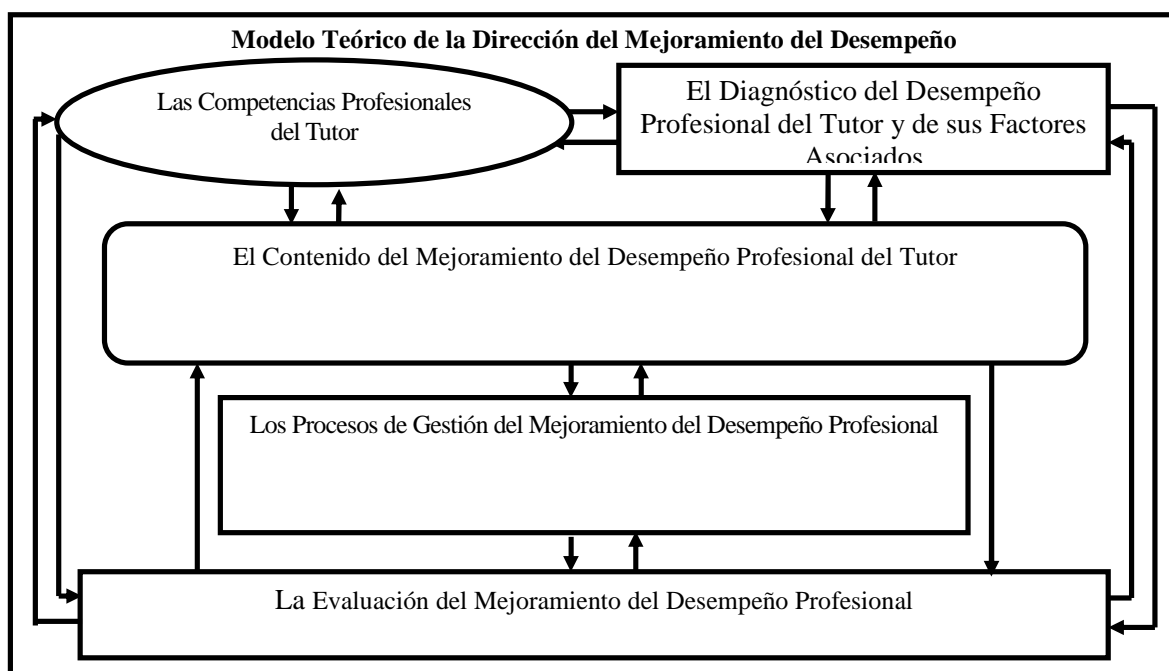 Modelo Teórico de la Dirección del Mejoramiento del Desempeño
Las Competencias Profesionales
del Tutor
El Diagnóstico del Desempeño
Profesional del Tutor y de sus Factores
Asociados
El Contenido del Mejoramiento del Desempeño Profesional del Tutor
Los Procesos de Gestión del Mejoramiento del Desempeño Profesional
La Evaluación del Mejoramiento del Desempeño Profesional